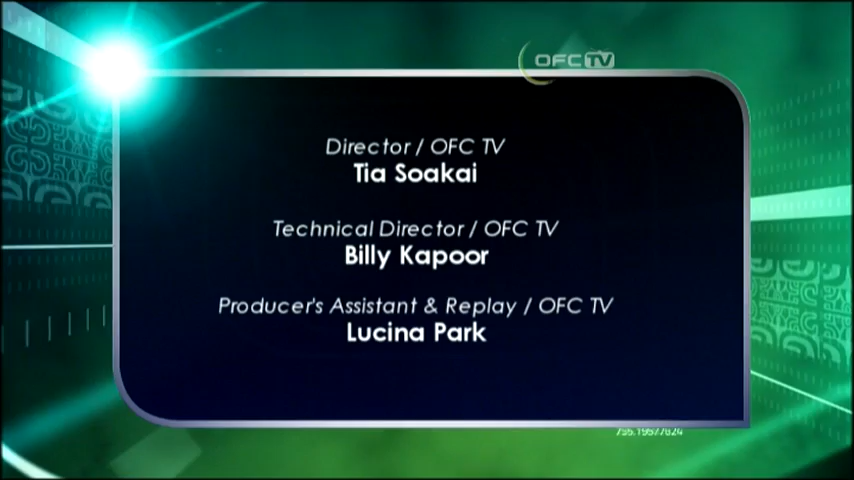 OFC TV
Director / OFC TV
Tia Soakai
Technical Director / OFC TV
Billy Kapoor
Producer's Assistant & Replay / OFC TV
Lucina Park